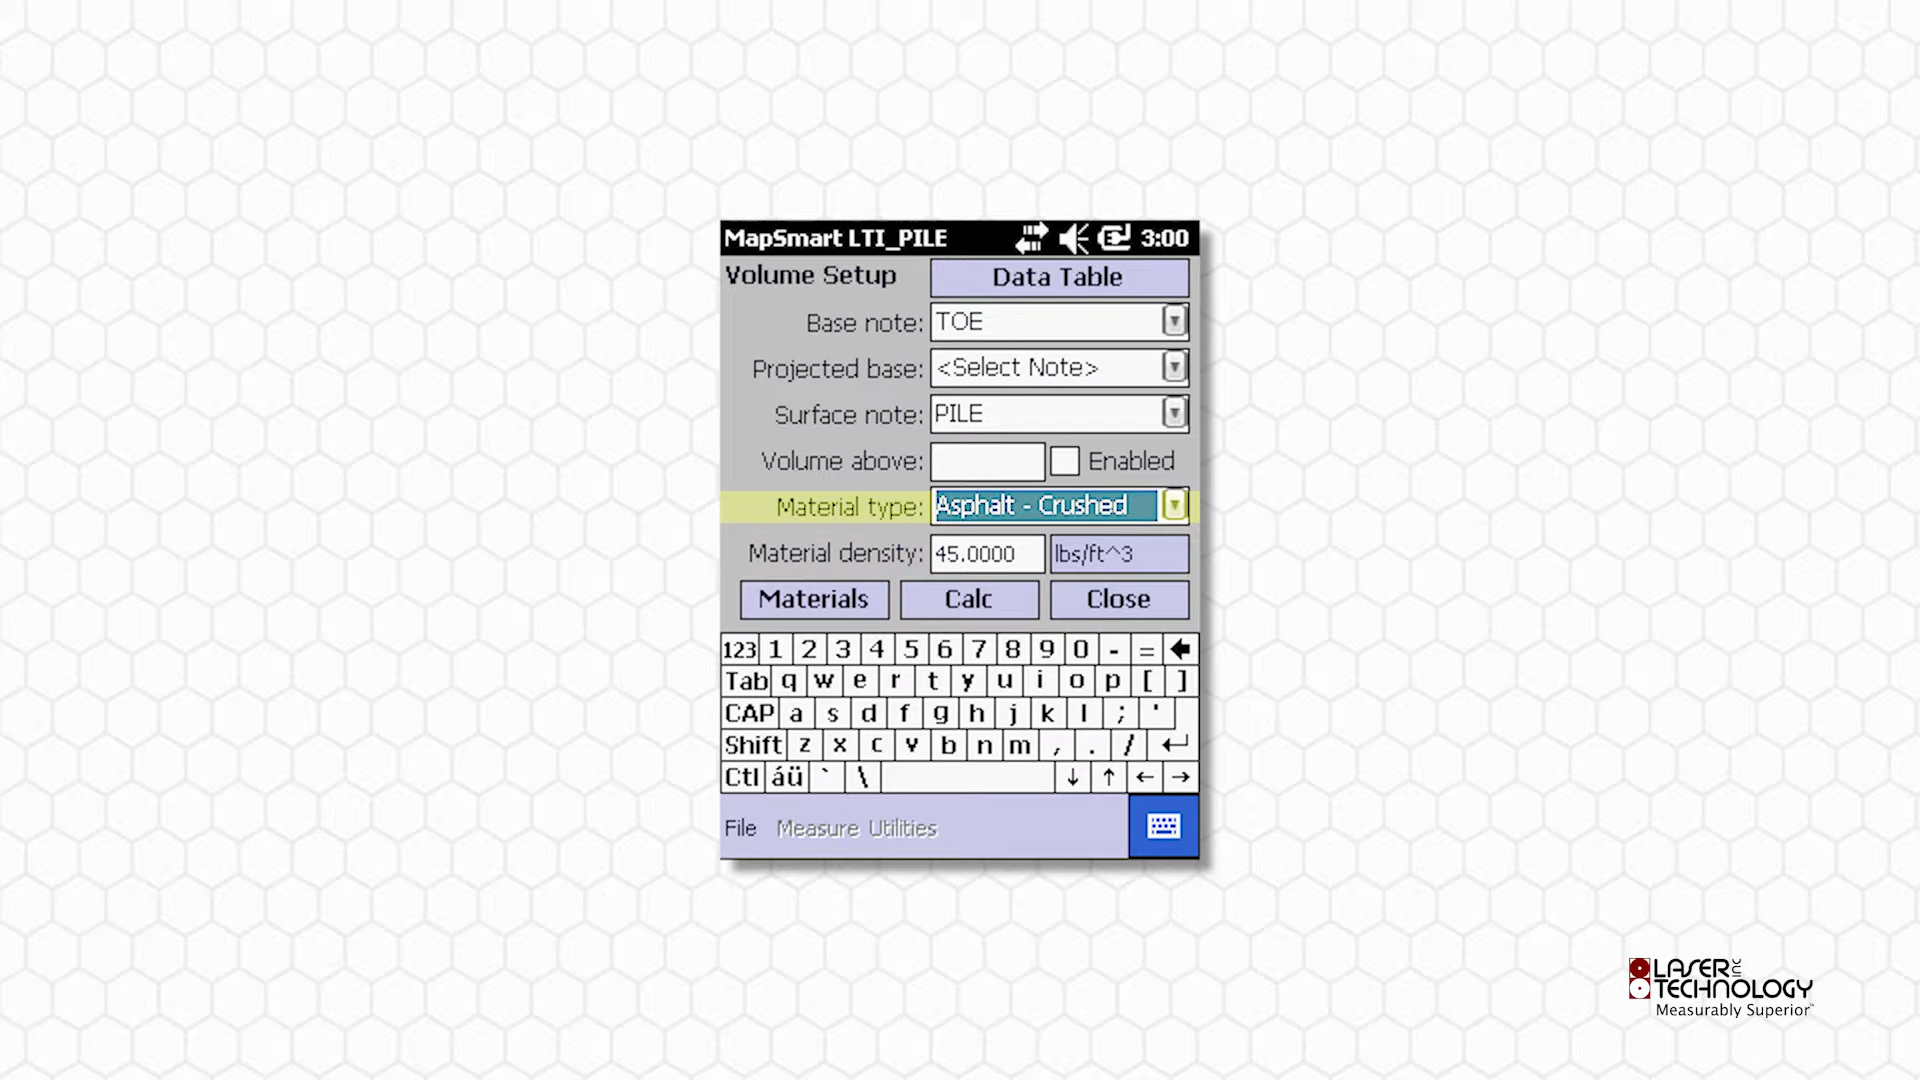 MapSmart LTI_PILE 3:00
Volume Setup Data Table
Base note: TOE
Projected base: <Select Note>
Surface note: PILE
Volume above: Enabled
Material type: Asphalt - Crushed
Material density: 45.0000 lbs/ft^3
Materials Calc Close
123 1 2 3 4 5 6 7 8 9 0 - =
Tab q w e r t y u i o p [ ]
CAP a s d f g h j k l ; '
Shift z x c v b n m , . /
Ctl áü ` \ ↓ ↑ ← →
File Measure Utilities
LASER INC
TECHNOLOGY
Measurably Superior™